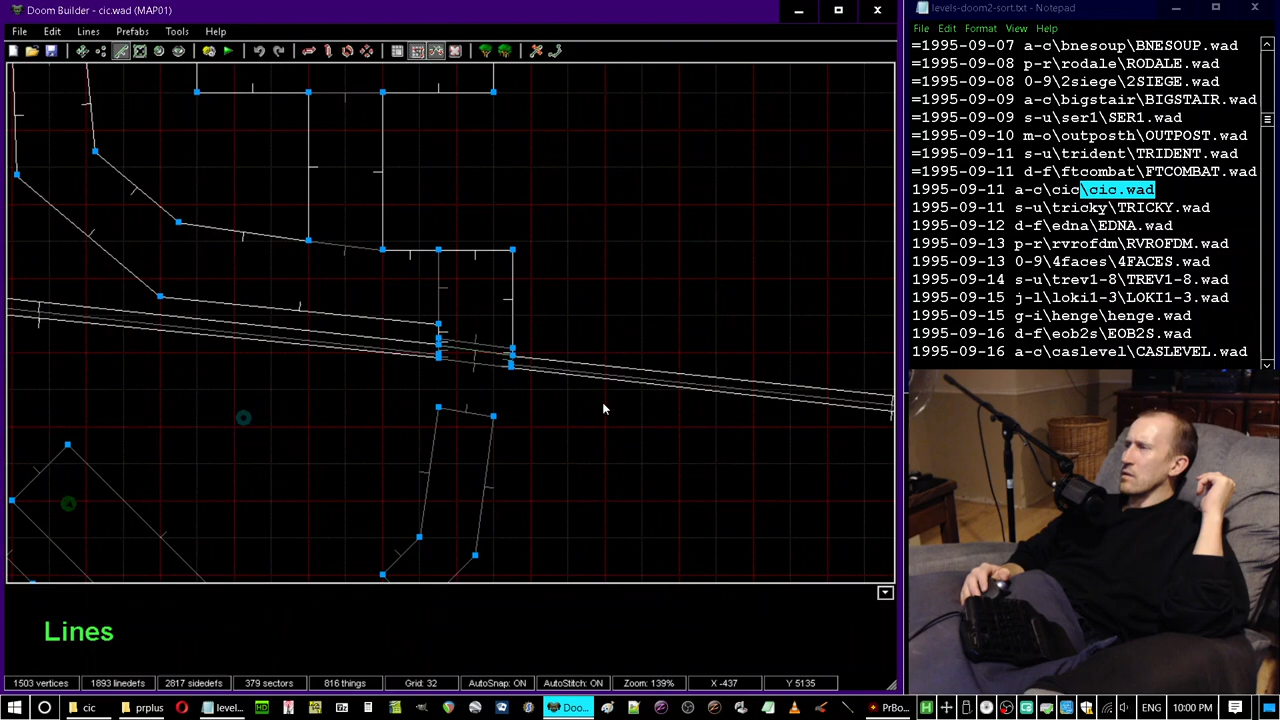 Doom Builder - cic.wad (MAP01)
File Edit Lines Prefabs Tools Help
Lines
1503 vertices 1893 linedefs 2817 sidedefs 379 sectors 816 things Grid: 32 AutoSnap: ON AutoStitch: ON Zoom: 139% X -437 Y 5135
levels-doom2-sort.txt - Notepad
File Edit Format View Help
=1995-09-07 a-c\bnesoup\BNESOUP.wad
=1995-09-08 p-r\rodale\RODALE.wad
=1995-09-08 0-9\2siege\2SIEGE.wad
=1995-09-09 a-c\bigstair\BIGSTAIR.wad
=1995-09-09 s-u\ser1\SER1.wad
=1995-09-10 m-o\outposth\OUTPOST.wad
=1995-09-11 s-u\trident\TRIDENT.wad
=1995-09-11 d-f\ftcombat\FTCOMBAT.wad
1995-09-11 a-c\cic\cic.wad
1995-09-11 s-u\tricky\TRICKY.wad
1995-09-12 d-f\edna\EDNA.wad
1995-09-13 p-r\rvrofdm\RVROFDM.wad
1995-09-13 0-9\4faces\4FACES.wad
1995-09-14 s-u\trev1-8\TREV1-8.wad
1995-09-15 j-l\loki1-3\LOKI1-3.wad
1995-09-15 g-i\henge\henge.wad
1995-09-16 d-f\eob2s\EOB2S.wad
1995-09-16 a-c\caslevel\CASLEVEL.wad
cic prplus level... Doo... PrBo... ENG 10:00 PM